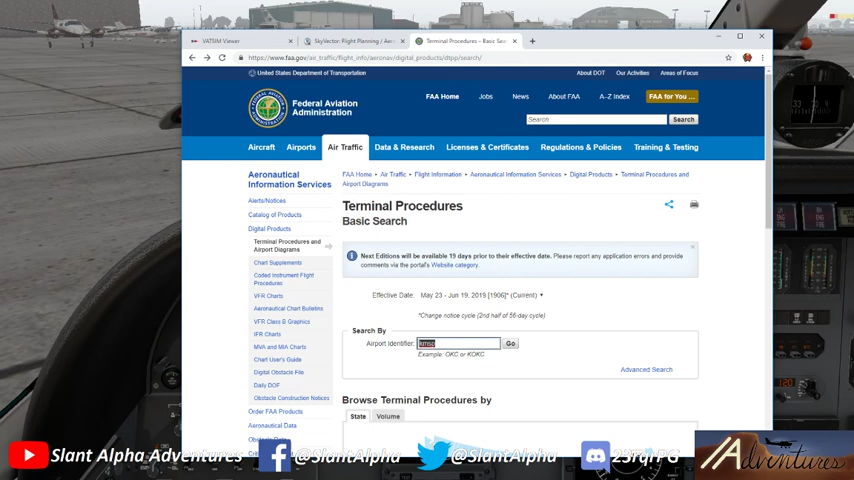 VATSIM Viewer
SkyVector: Flight Planning / Aero
Terminal Procedures – Basic Sea
https://www.faa.gov/air_traffic/flight_info/aeronav/digital_products/dtpp/search/
United States Department of Transportation
About DOT Our Activities Areas of Focus
Federal Aviation
Administration
FAA Home Jobs News About FAA A–Z Index FAA for You ...
Search Search
Aircraft Airports Air Traffic Data & Research Licenses & Certificates Regulations & Policies Training & Testing
Aeronautical
Information Services
Alerts/Notices
Catalog of Products
Digital Products
Terminal Procedures and
Airport Diagrams
Chart Supplements
Coded Instrument Flight
Procedures
VFR Charts
Aeronautical Chart Bulletins
VFR Class B Graphics
IFR Charts
MVA and MIA Charts
Chart User's Guide
Digital Obstacle File
Daily DOF
Obstacle Construction Notices
Order FAA Products
Aeronautical Data
FAA Home Air Traffic Flight Information Aeronautical Information Services Digital Products Terminal Procedures and
Airport Diagrams
Terminal Procedures
Basic Search
Next Editions will be available 19 days prior to their effective date. Please report any application errors and provide
comments via the portal's Website category.
Effective Date: May 23 - Jun 19, 2019 [1906]* (Current)
*Change notice cycle (2nd half of 56-day cycle)
Search By
Airport Identifier: kmsp Go
Example: OKC or KOKC
Advanced Search
Browse Terminal Procedures by
State Volume
Slant Alpha Adventures @SlantAlpha @SlantAlpha 23TqrPG
Adventures